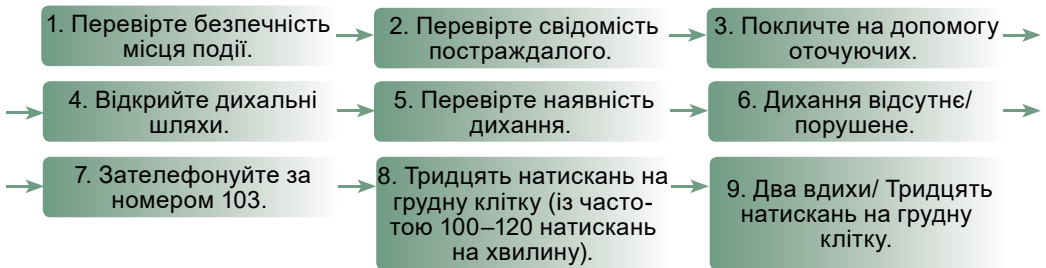 1. Перевірте безпечність
місця події.
2. Перевірте свідомість
постраждалого.
3. Покличте на допомогу
оточуючих.
4. Відкрийте дихальні
шляхи.
5. Перевірте наявність
дихання.
6. Дихання відсутнє/
порушене.
7. Зателефонуйте за
номером 103.
8. Тридцять натискань на
грудну клітку (із часто-
тою 100–120 натискань
на хвилину).
9. Два вдихи/ Тридцять
натискань на грудну
клітку.